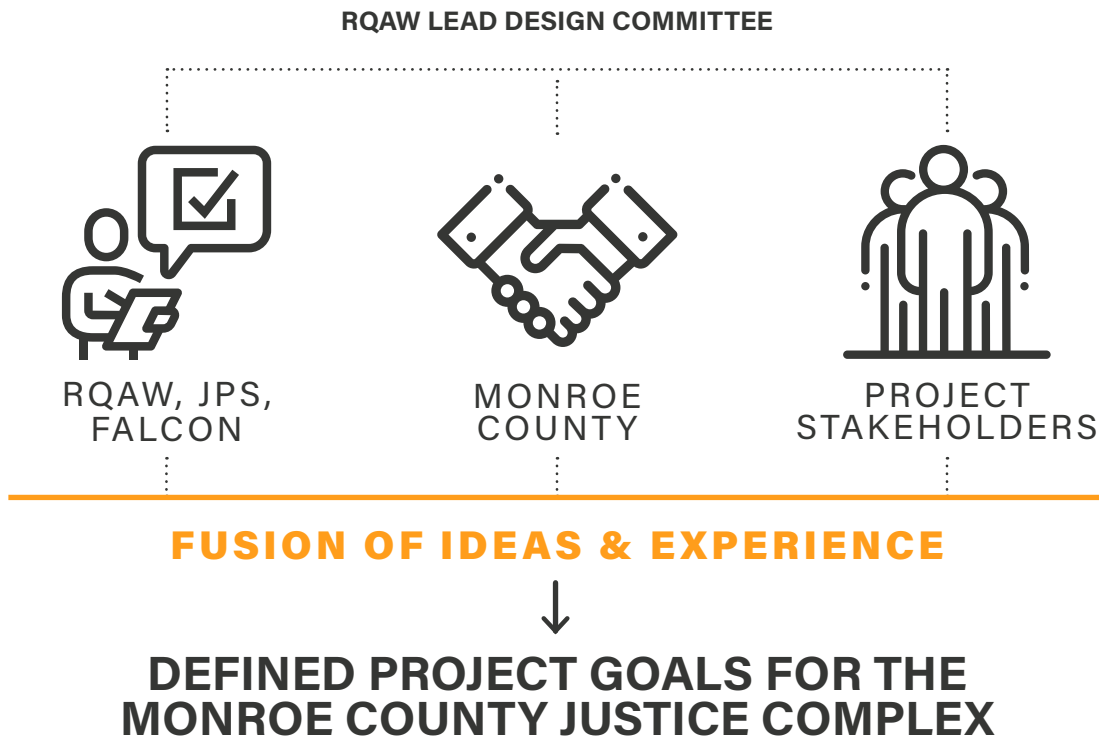 RQAW LEAD DESIGN COMMITTEE
RQAW, JPS,
FALCON
MONROE
COUNTY
PROJECT
STAKEHOLDERS
FUSION OF IDEAS & EXPERIENCE
DEFINED PROJECT GOALS FOR THE
MONROE COUNTY JUSTICE COMPLEX